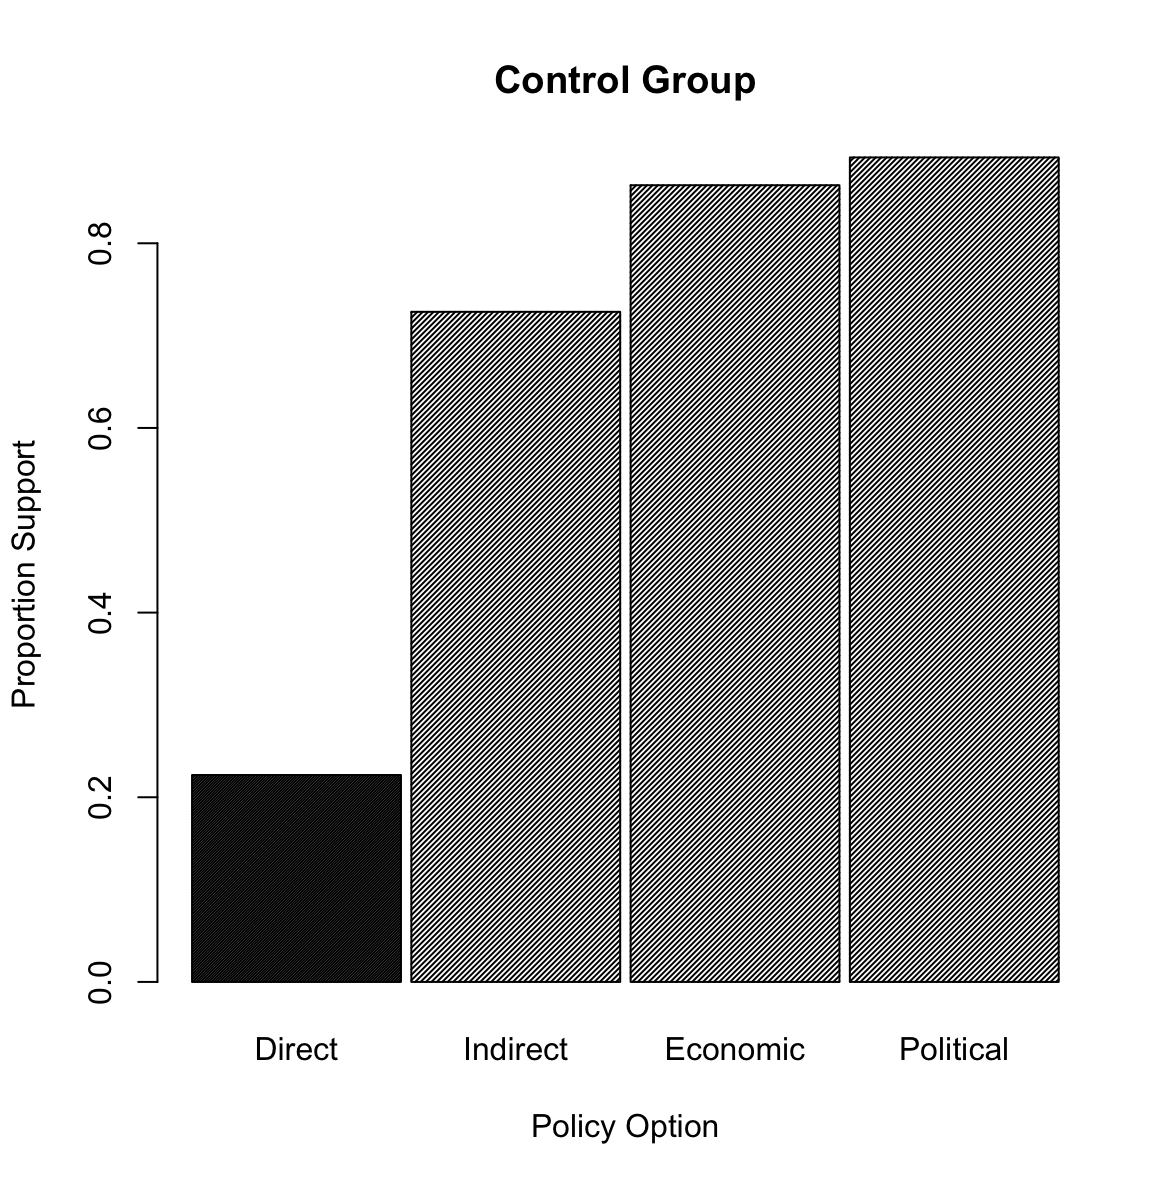 Control Group
Proportion Support
0.8
0.6
0.4
0.2
0.0
Direct Indirect Economic Political
Policy Option